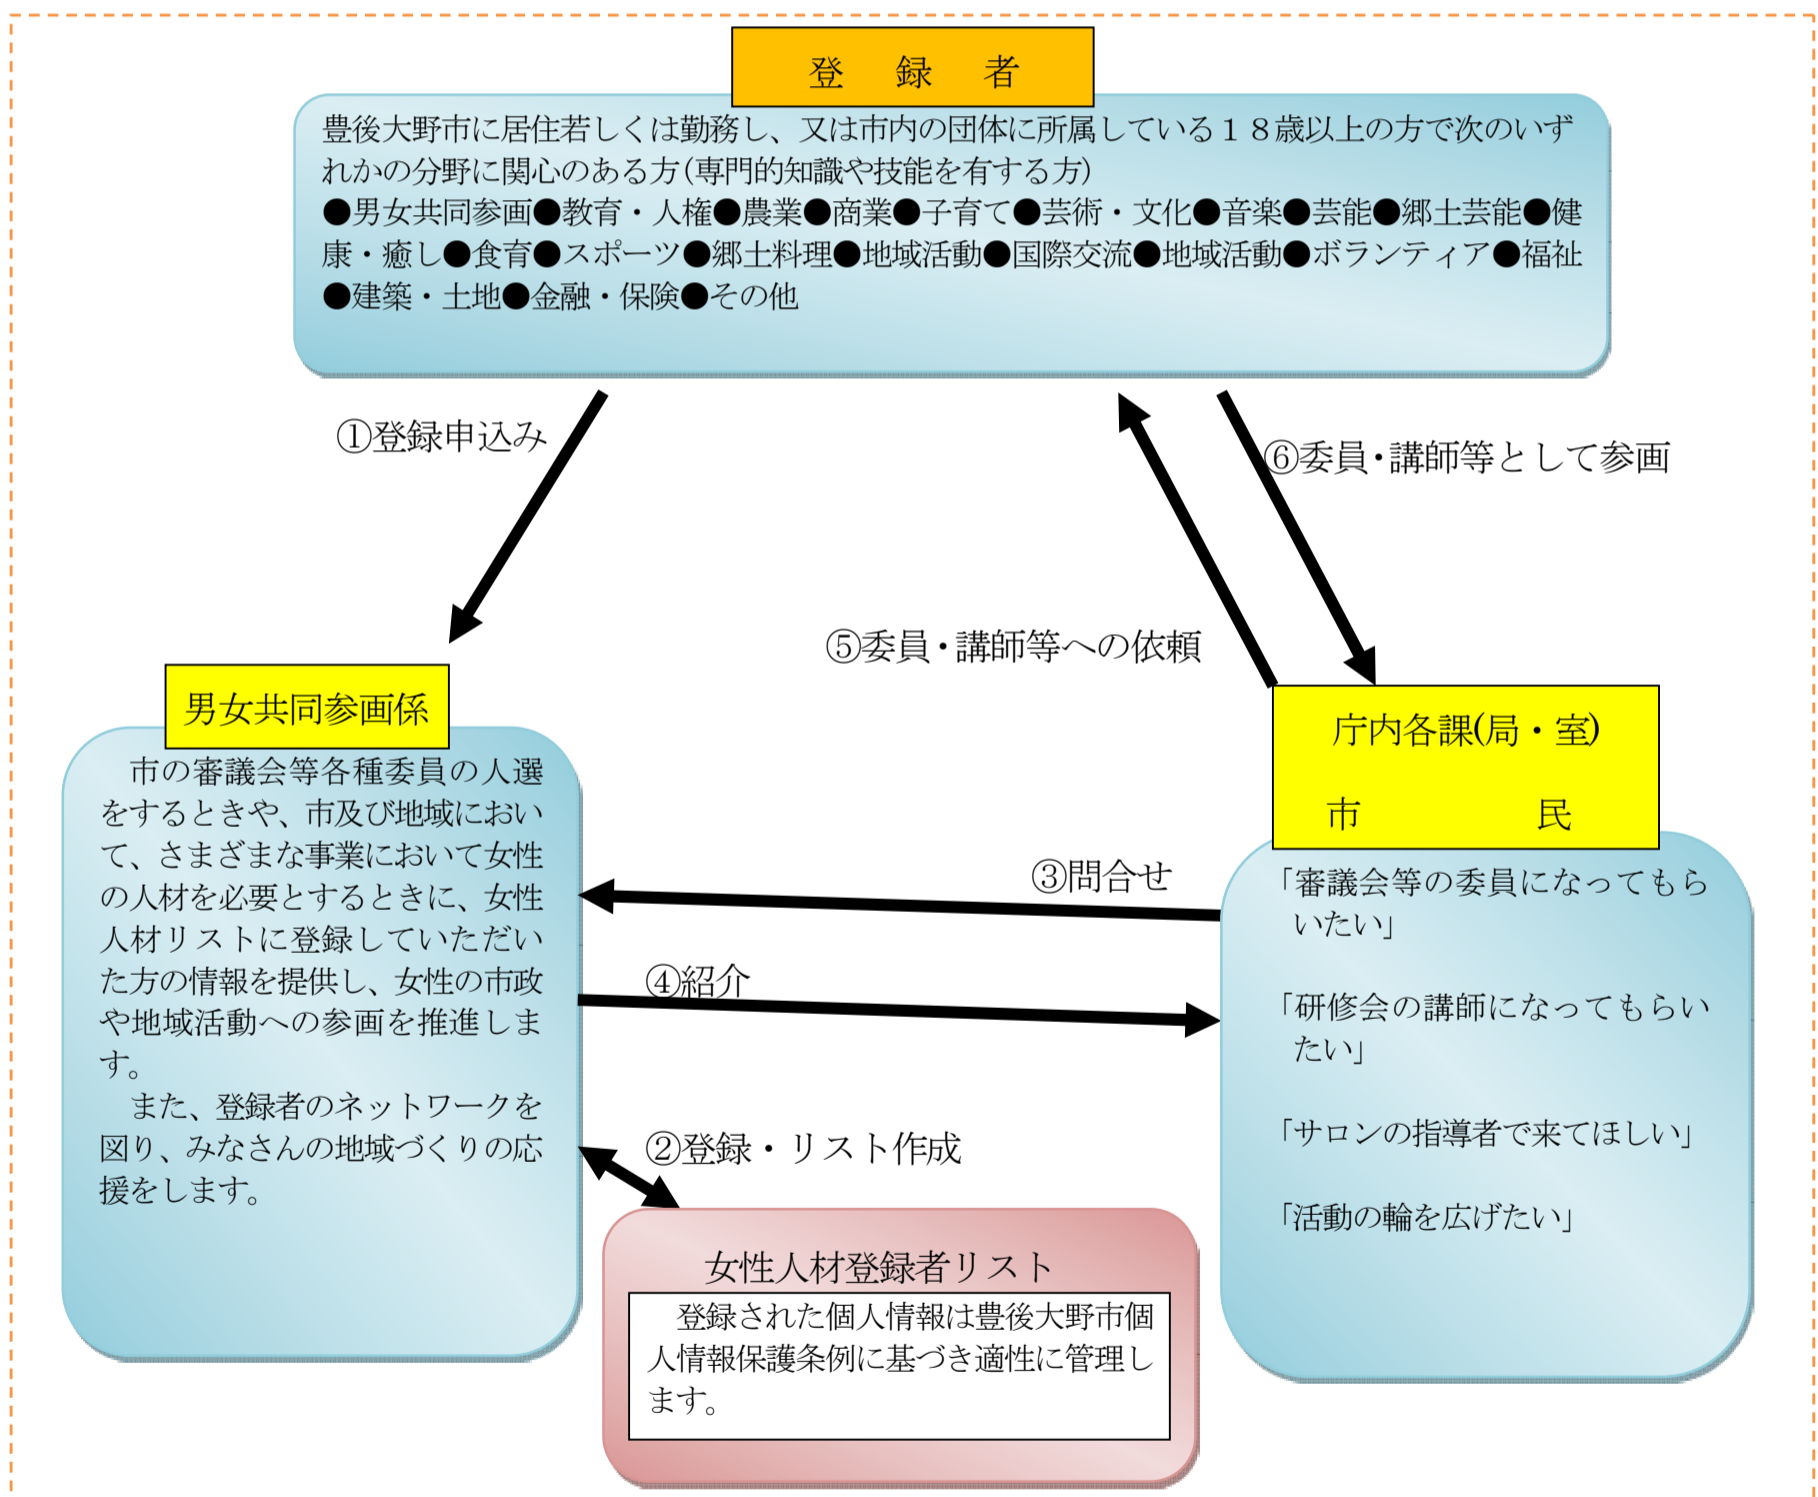 登　録　者
豊後大野市に居住若しくは勤務し、又は市内の団体に所属している１８歳以上の方で次のいず
れかの分野に関心のある方(専門的知識や技能を有する方)
●男女共同参画●教育・人権●農業●商業●子育て●芸術・文化●音楽●芸能●郷土芸能●健
康・癒し●食育●スポーツ●郷土料理●地域活動●国際交流●地域活動●ボランティア●福祉
●建築・土地●金融・保険●その他
①登録申込み
⑥委員・講師等として参画
⑤委員・講師等への依頼
男女共同参画係
市の審議会等各種委員の人選
をするときや、市及び地域におい
て、さまざまな事業において女性
の人材を必要とするときに、女性
人材リストに登録していただい
た方の情報を提供し、女性の市政
や地域活動への参画を推進しま
す。
また、登録者のネットワークを
図り、みなさんの地域づくりの応
援をします。
庁内各課(局・室)
市　　　　　民
「審議会等の委員になってもら
いたい」
「研修会の講師になってもらい
たい」
「サロンの指導者で来てほしい」
「活動の輪を広げたい」
③問合せ
④紹介
②登録・リスト作成
女性人材登録者リスト
登録された個人情報は豊後大野市個
人情報保護条例に基づき適性に管理し
ます。